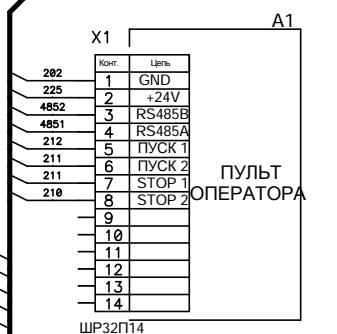 A1
X1
Конт. Цепь
202 1 GND
225 2 +24V
4852 3 RS485B
4851 4 RS485A
212 5 ПУСК 1
211 6 ПУСК 2
211 7 STOP 1
210 8 STOP 2
9
10
11
12
13
14
ПУЛЬТ
ОПЕРАТОРА
ШР32П14